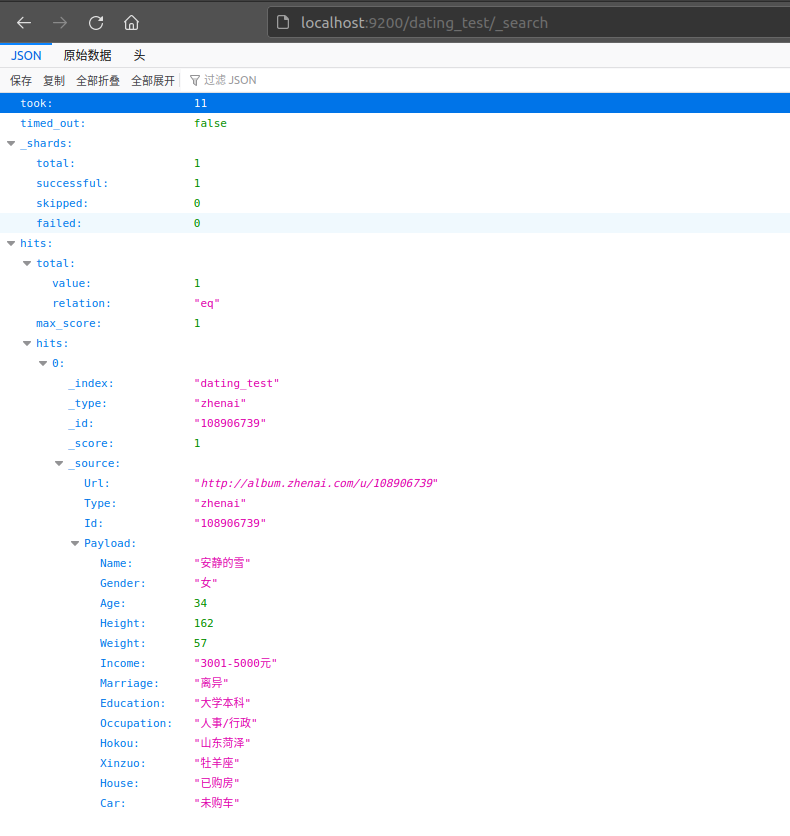 localhost:9200/dating_test/_search
JSON 原始数据 头
保存 复制 全部折叠 全部展开 过滤 JSON
took: 11
timed_out: false
_shards:
total: 1
successful: 1
skipped: 0
failed: 0
hits:
total:
value: 1
relation: "eq"
max_score: 1
hits:
0:
_index: "dating_test"
_type: "zhenai"
_id: "108906739"
_score: 1
_source:
Url: "http://album.zhenai.com/u/108906739"
Type: "zhenai"
Id: "108906739"
Payload:
Name: "安静的雪"
Gender: "女"
Age: 34
Height: 162
Weight: 57
Income: "3001-5000元"
Marriage: "离异"
Education: "大学本科"
Occupation: "人事/行政"
Hokou: "山东菏泽"
Xinzuo: "牡羊座"
House: "已购房"
Car: "未购车"